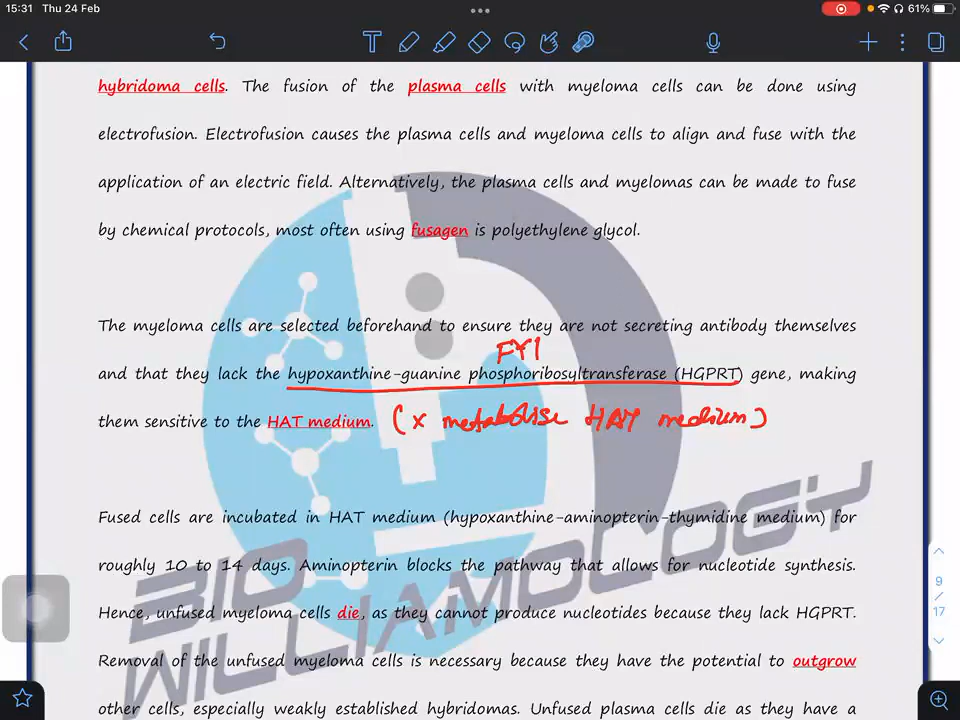 15:31 Thu 24 Feb 61%
hybridoma cells. The fusion of the plasma cells with myeloma cells can be done using
electrofusion. Electrofusion causes the plasma cells and myeloma cells to align and fuse with the
application of an electric field. Alternatively, the plasma cells and myelomas can be made to fuse
by chemical protocols, most often using fusagen is polyethylene glycol.
The myeloma cells are selected beforehand to ensure they are not secreting antibody themselves
FYI
and that they lack the hypoxanthine-guanine phosphoribosyltransferase (HGPRT) gene, making
them sensitive to the HAT medium. (x metabolise HAT medium)
Fused cells are incubated in HAT medium (hypoxanthine-aminopterin-thymidine medium) for
roughly 10 to 14 days. Aminopterin blocks the pathway that allows for nucleotide synthesis.
Hence, unfused myeloma cells die, as they cannot produce nucleotides because they lack HGPRT.
Removal of the unfused myeloma cells is necessary because they have the potential to outgrow
other cells, especially weakly established hybridomas. Unfused plasma cells die as they have a
BIO
WILLIAMOLOGY
9
/
17